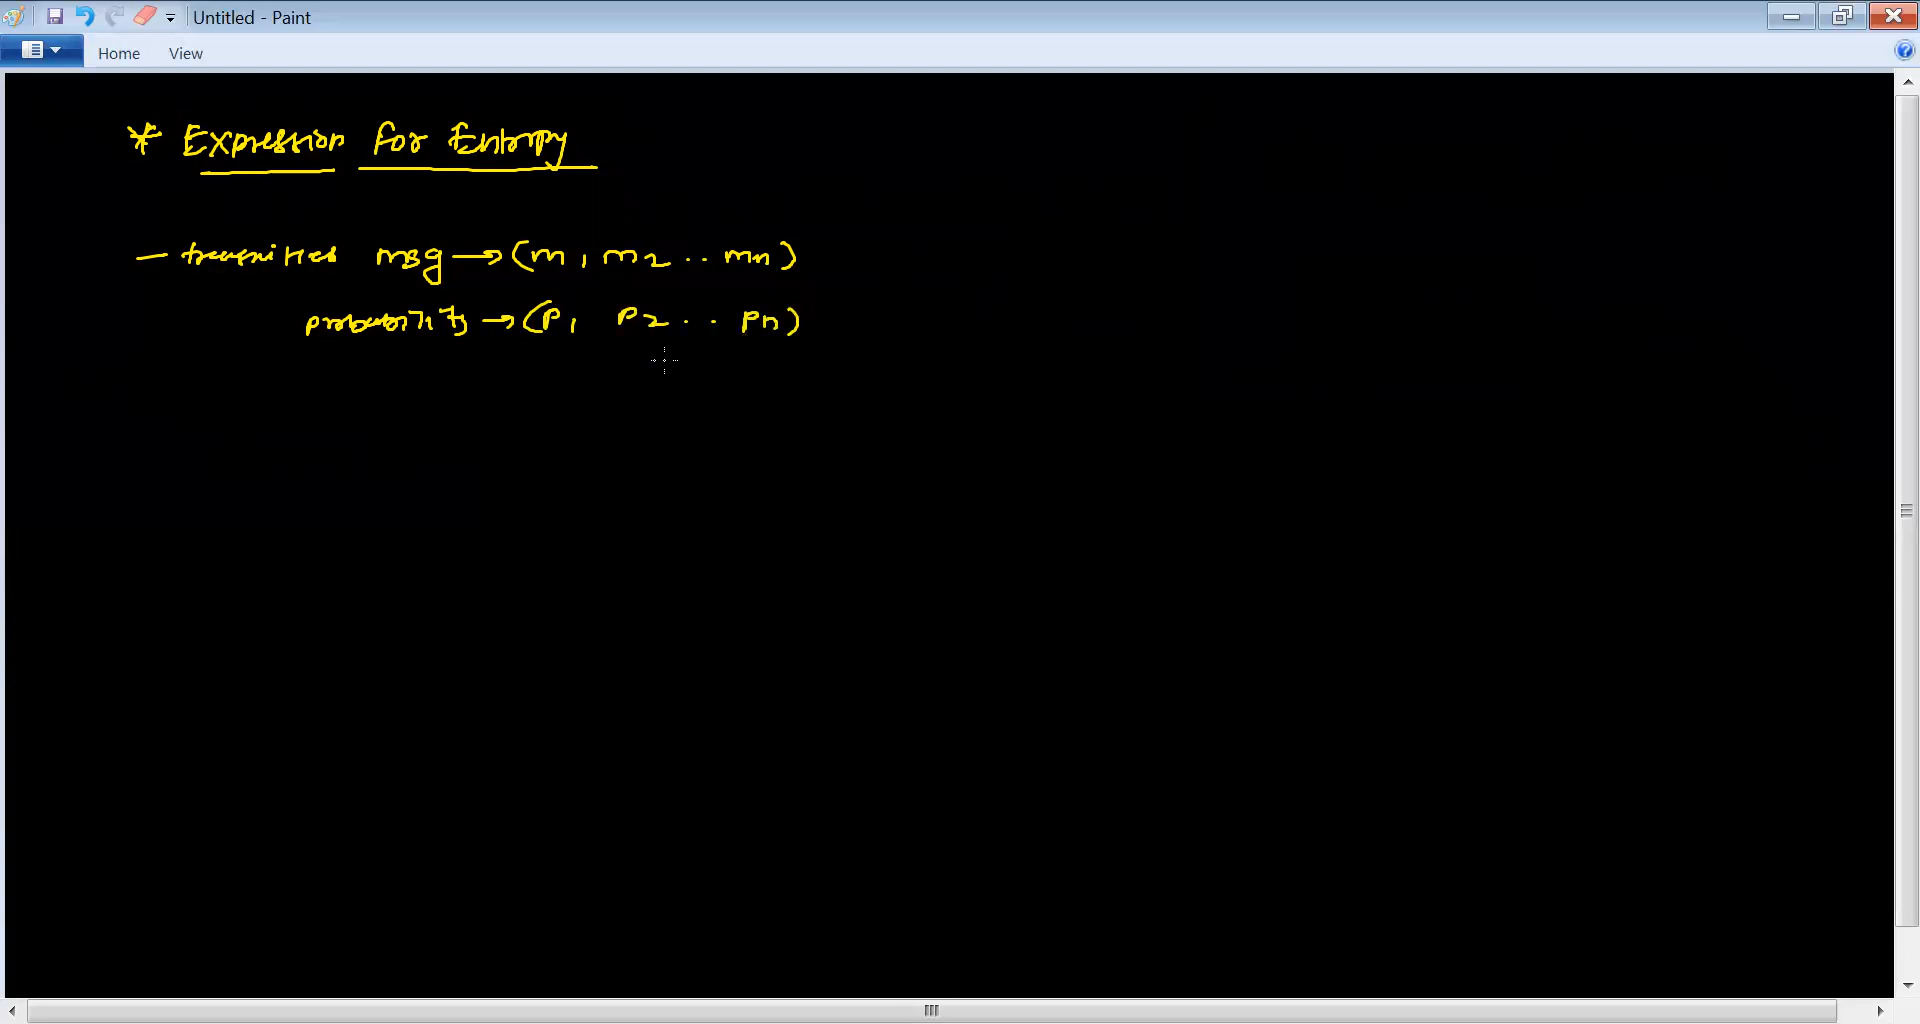 Untitled - Paint
Home View
* Expression for Entropy
- transmitted msg → (m1 m2 .. mn)
probability → (P1 P2 .. Pn)